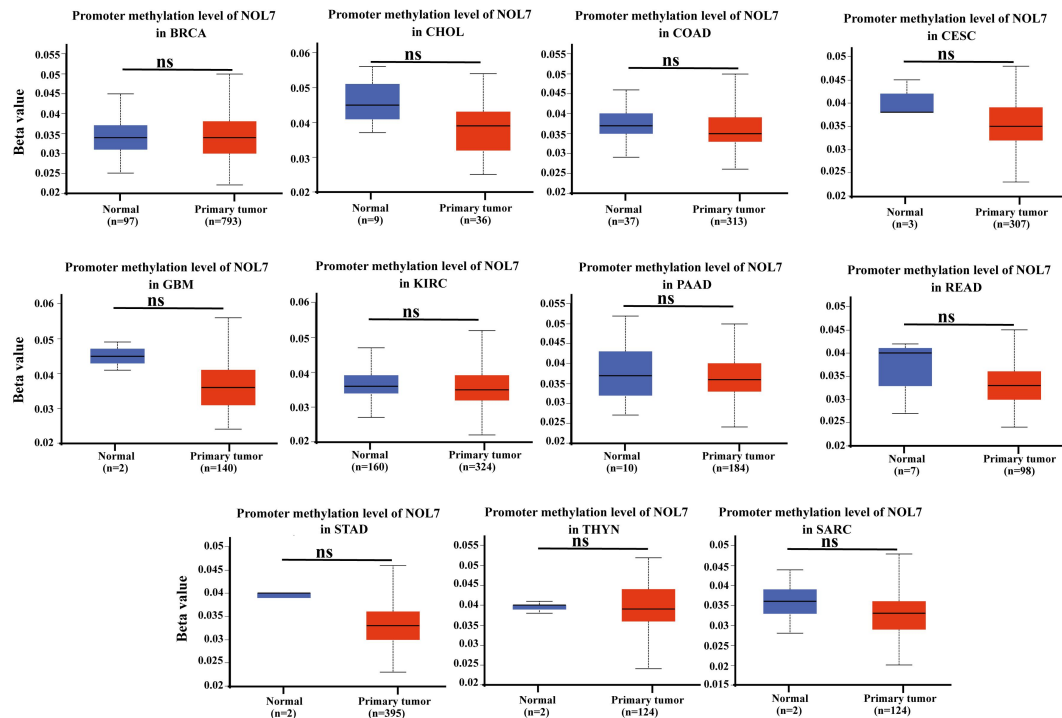 Promoter methylation level of NOL7
in BRCA
ns
Beta value
0.055
0.05
0.045
0.04
0.035
0.03
0.025
0.02
Normal
(n=97)
Primary tumor
(n=793)
Promoter methylation level of NOL7
in CHOL
ns
0.06
0.05
0.04
0.03
0.02
Normal
(n=9)
Primary tumor
(n=36)
Promoter methylation level of NOL7
in COAD
ns
0.055
0.05
0.045
0.04
0.035
0.03
0.025
0.02
Normal
(n=37)
Primary tumor
(n=313)
Promoter methylation level of NOL7
in CESC
ns
0.05
0.045
0.04
0.035
0.03
0.025
0.02
Normal
(n=3)
Primary tumor
(n=307)
Promoter methylation level of NOL7
in GBM
ns
Beta value
0.06
0.05
0.04
0.03
0.02
Normal
(n=2)
Primary tumor
(n=140)
Promoter methylation level of NOL7
in KIRC
ns
0.06
0.05
0.04
0.03
0.02
Normal
(n=160)
Primary tumor
(n=324)
Promoter methylation level of NOL7
in PAAD
ns
0.055
0.05
0.045
0.04
0.035
0.03
0.025
0.02
Normal
(n=10)
Primary tumor
(n=184)
Promoter methylation level of NOL7
in READ
ns
0.05
0.045
0.04
0.035
0.03
0.025
0.02
Normal
(n=7)
Primary tumor
(n=98)
Promoter methylation level of NOL7
in STAD
ns
Beta value
0.05
0.045
0.04
0.035
0.03
0.025
0.02
Normal
(n=2)
Primary tumor
(n=395)
Promoter methylation level of NOL7
in THYN
ns
0.055
0.05
0.045
0.04
0.035
0.03
0.025
0.02
Normal
(n=2)
Primary tumor
(n=124)
Promoter methylation level of NOL7
in SARC
ns
0.05
0.045
0.04
0.035
0.03
0.025
0.02
0.015
Normal
(n=2)
Primary tumor
(n=124)